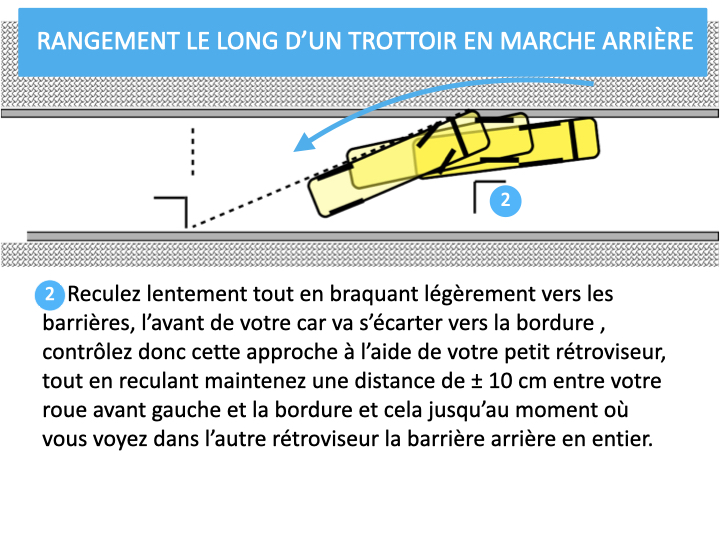 RANGEMENT LE LONG D’UN TROTTOIR EN MARCHE ARRIÈRE
2
2 Reculez lentement tout en braquant légèrement vers les
barrières, l’avant de votre car va s’écarter vers la bordure ,
contrôlez donc cette approche à l’aide de votre petit rétroviseur,
tout en reculant maintenez une distance de ± 10 cm entre votre
roue avant gauche et la bordure et cela jusqu’au moment où
vous voyez dans l’autre rétroviseur la barrière arrière en entier.